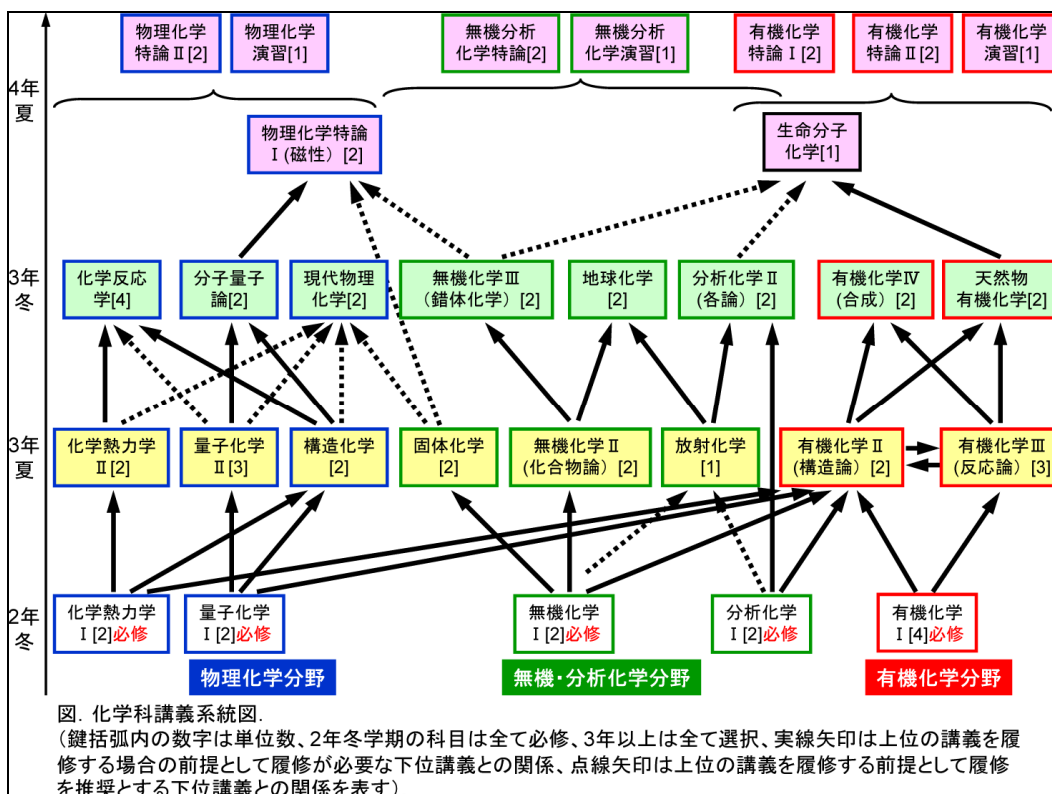 物理化学
特論Ⅱ[2]
物理化学
演習[1]
無機分析
化学特論[2]
無機分析
化学演習[1]
有機化学
特論Ⅰ[2]
有機化学
特論Ⅱ[2]
有機化学
演習[1]
4年
夏
物理化学特論
Ⅰ(磁性）[2]
生命分子
化学[1]
3年
冬
化学反応
学[4]
分子量子
論[2]
現代物理
化学[2]
無機化学Ⅲ
（錯体化学）[2]
地球化学
[2]
分析化学Ⅱ
（各論）[2]
有機化学Ⅳ
（合成）[2]
天然物
有機化学[2]
3年
夏
化学熱力学
Ⅱ[2]
量子化学
Ⅱ[3]
構造化学
[2]
固体化学
[2]
無機化学Ⅱ
(化合物論）[2]
放射化学
[1]
有機化学Ⅱ
(構造論）[2]
有機化学Ⅲ
(反応論）[3]
2年
冬
化学熱力学
Ⅰ[2]必修
量子化学
Ⅰ[2]必修
無機化学
Ⅰ[2]必修
分析化学
Ⅰ[2]必修
有機化学
Ⅰ[4]必修
物理化学分野
無機・分析化学分野
有機化学分野
図．化学科講義系統図．
（鍵括弧内の数字は単位数、2年冬学期の科目は全て必修、3年以上は全て選択、実線矢印は上位の講義を履
修する場合の前提として履修が必要な下位講義との関係、点線矢印は上位の講義を履修する前提として履修
を推奨とする下位講義との関係を表す）